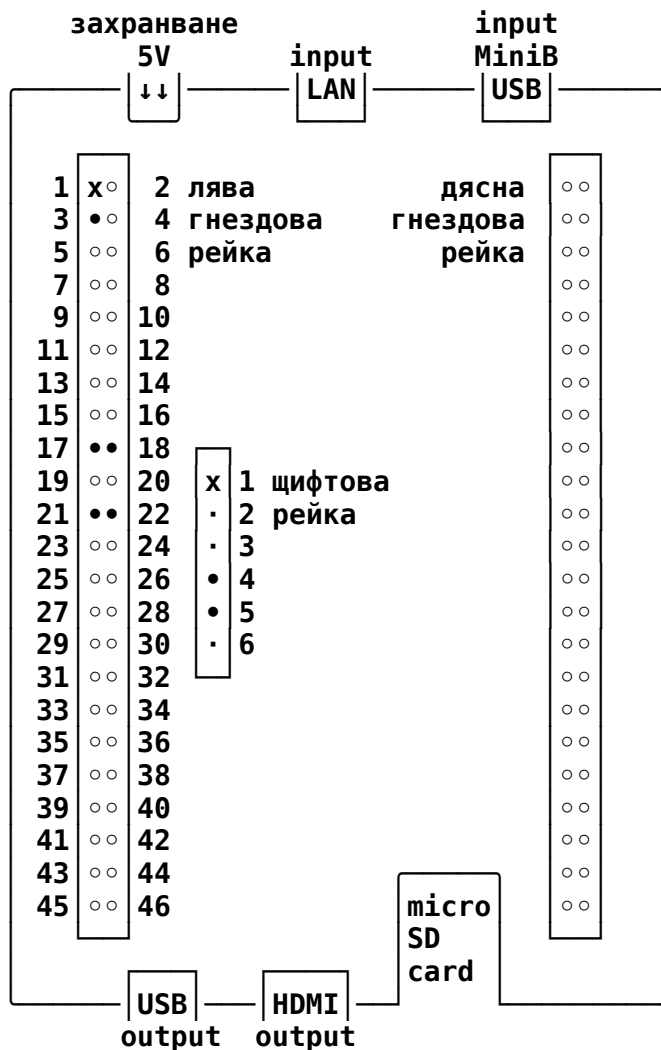 захранване input
5V input MiniB
↓↓ LAN USB
1 x○ 2 лява дясна ○○
3 •○ 4 гнездова гнездова ○○
5 ○○ 6 рейка рейка ○○
7 ○○ 8 ○○
9 ○○ 10 ○○
11 ○○ 12 ○○
13 ○○ 14 ○○
15 ○○ 16 ○○
17 •• 18 ○○
19 ○○ 20 x 1 щифтова ○○
21 •• 22 · 2 рейка ○○
23 ○○ 24 · 3 ○○
25 ○○ 26 • 4 ○○
27 ○○ 28 • 5 ○○
29 ○○ 30 · 6 ○○
31 ○○ 32 ○○
33 ○○ 34 ○○
35 ○○ 36 ○○
37 ○○ 38 ○○
39 ○○ 40 ○○
41 ○○ 42 ○○
43 ○○ 44 ○○
45 ○○ 46 micro ○○
SD
card
USB HDMI
output output